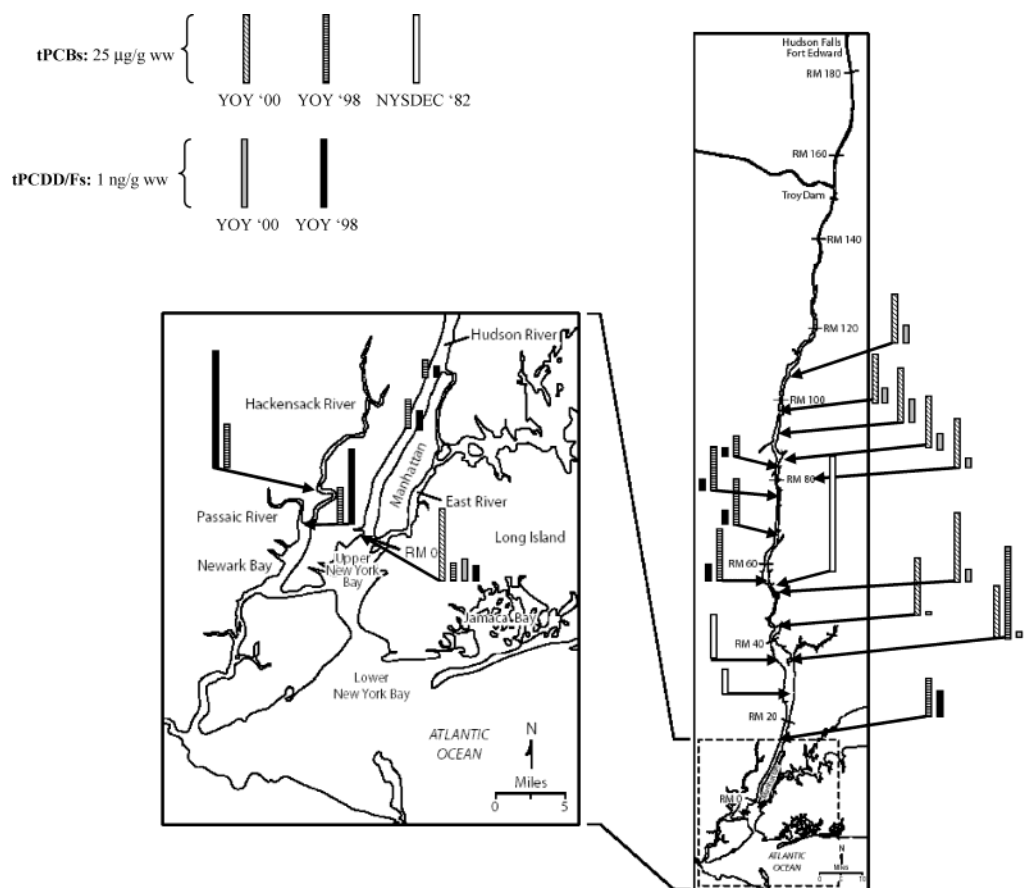 tPCBs: 25 µg/g ww
YOY ‘00 YOY ‘98 NYSDEC ‘82
tPCDD/Fs: 1 ng/g ww
YOY ‘00 YOY ‘98
Hudson River
Hackensack River
Manhattan
East River
Passaic River
RM 0
Long Island
Newark Bay
Upper
New York
Bay
Jamaca Bay
Lower
New York Bay
ATLANTIC
OCEAN
N
Miles
0 5
Hudson Falls
Fort Edward
RM 180
RM 160
Troy Dam
RM 140
RM 120
RM 100
RM 80
RM 60
RM 40
RM 20
RM 0
ATLANTIC
OCEAN
N
Miles
0 10